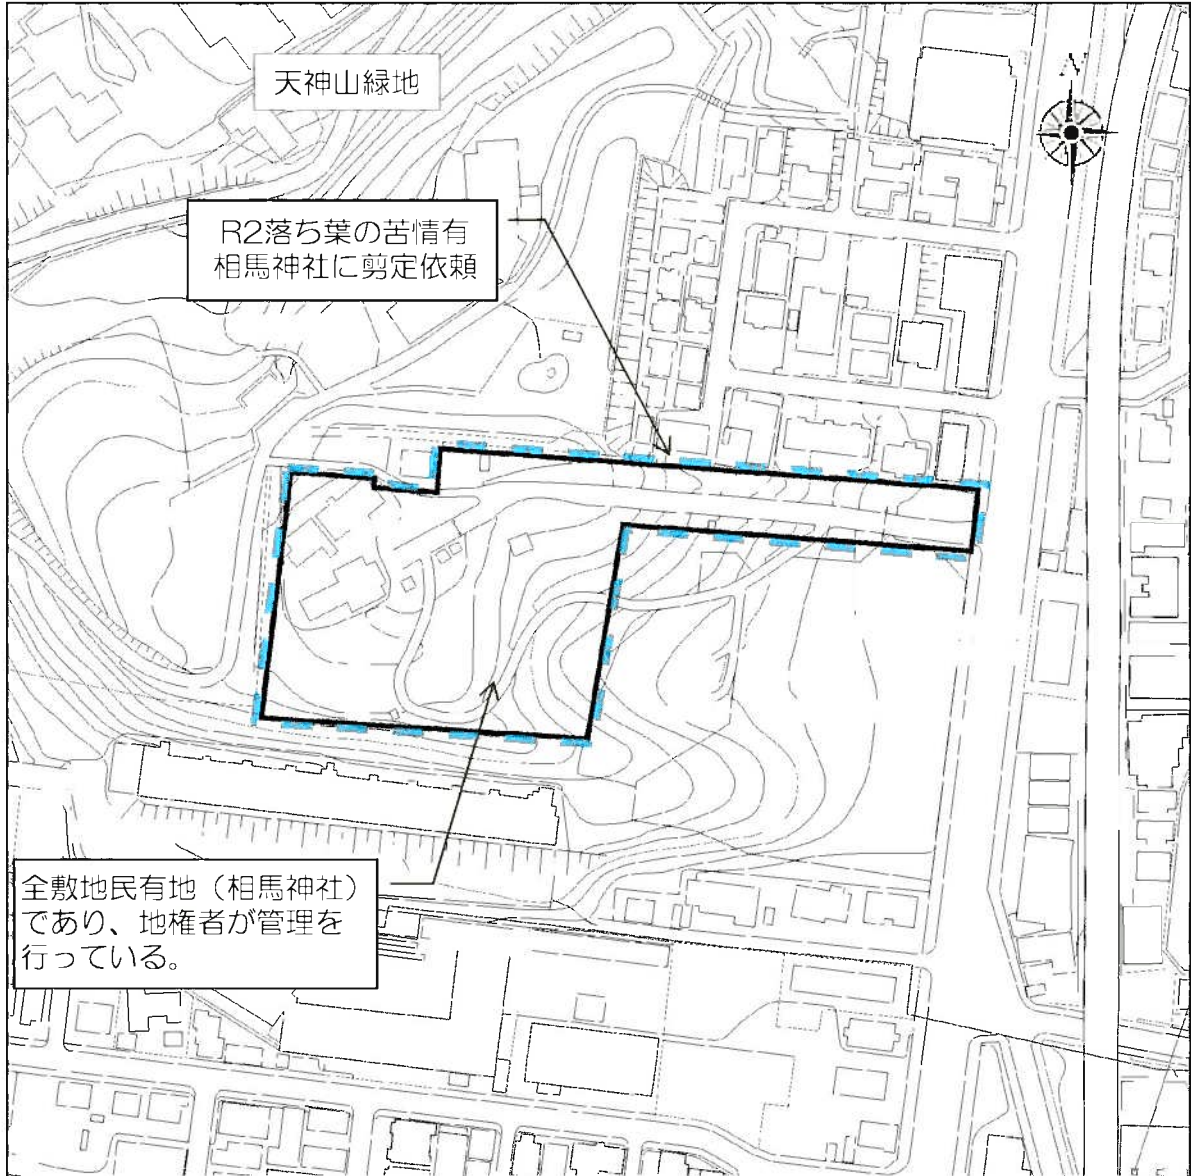 天神山緑地
N
R2落ち葉の苦情有
相馬神社に剪定依頼
全敷地民有地（相馬神社）
であり、地権者が管理を
行っている。